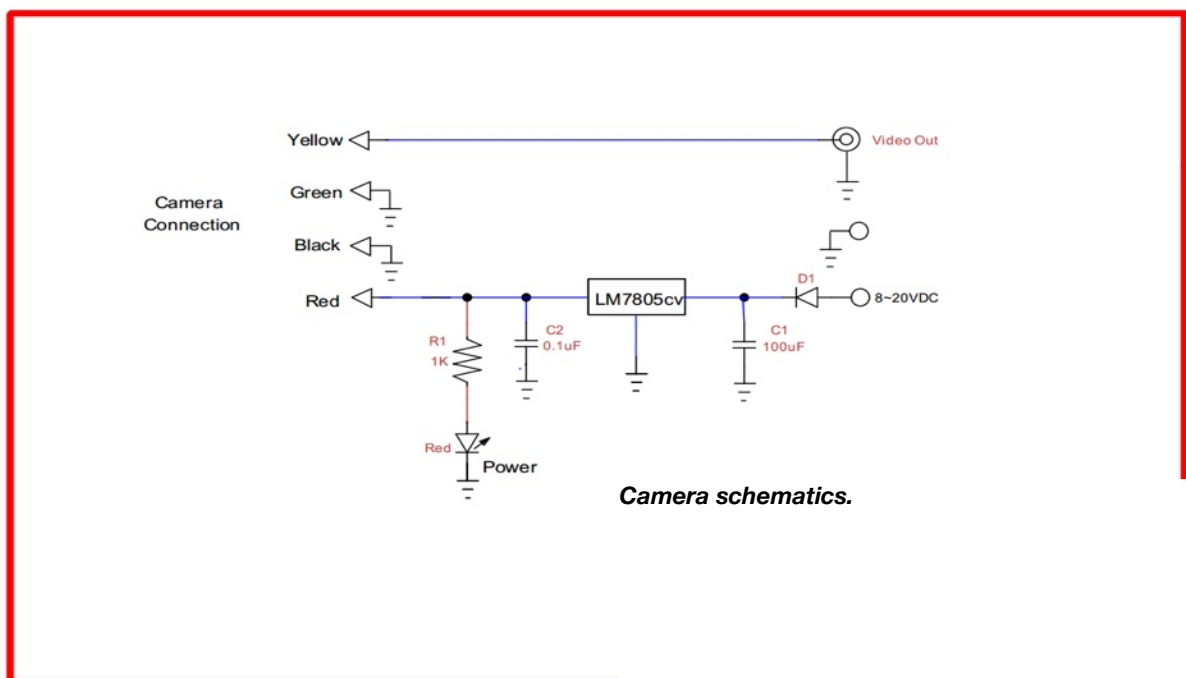 Yellow
Video Out
Green
Camera
Connection
Black
D1
Red
LM7805cv
8~20VDC
R1
1K
C2
0.1uF
C1
100uF
Red
Power
Camera schematics.